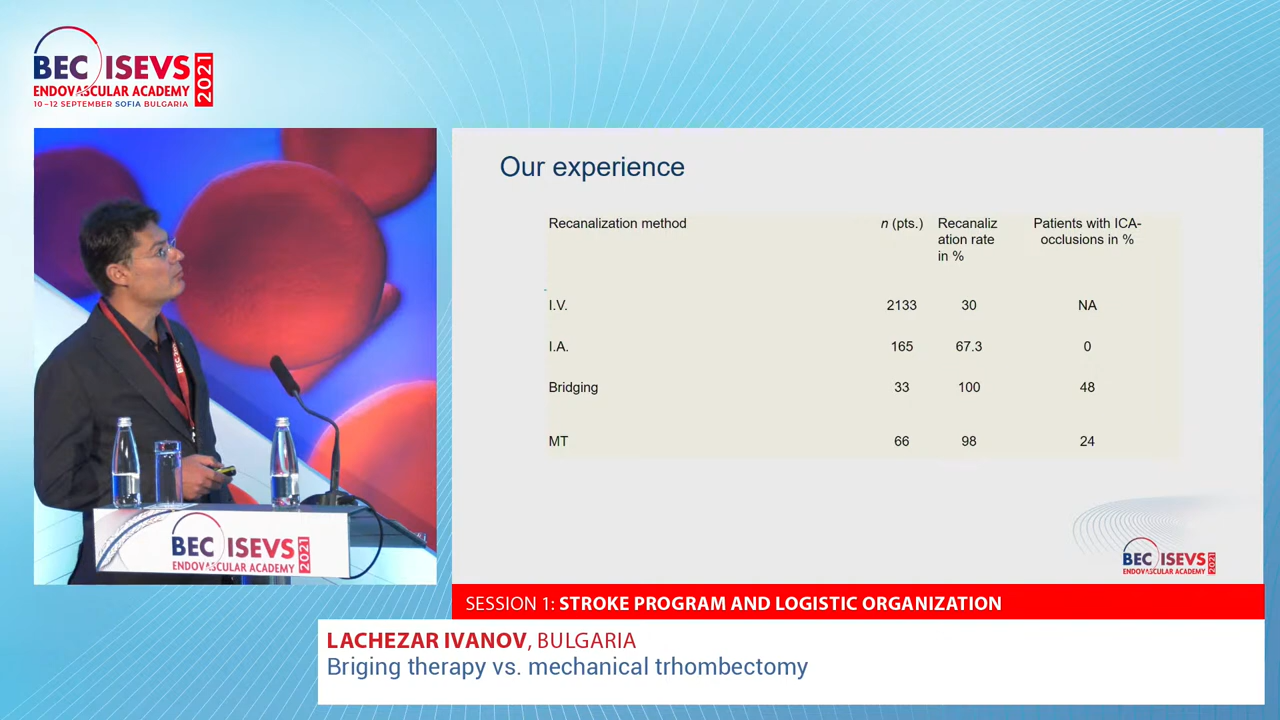 BEC ISEVS 2021
ENDOVASCULAR ACADEMY
10–12 SEPTEMBER SOFIA BULGARIA
Our experience
Recanalization method n (pts.) Recanaliz Patients with ICA-
ation rate occlusions in %
in %
I.V. 2133 30 NA
I.A. 165 67.3 0
Bridging 33 100 48
MT 66 98 24
BEC ISEVS 2021
ENDOVASCULAR ACADEMY
BEC ISEVS 2021
ENDOVASCULAR ACADEMY
SESSION 1: STROKE PROGRAM AND LOGISTIC ORGANIZATION
LACHEZAR IVANOV, BULGARIA
Briging therapy vs. mechanical trhombectomy